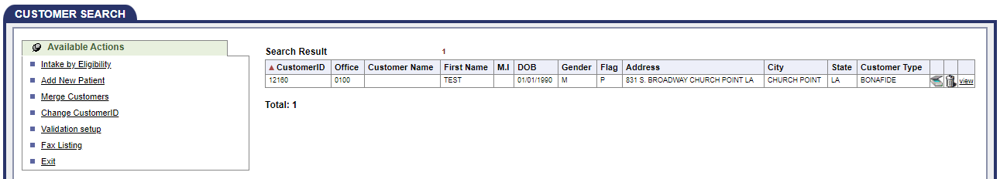 CUSTOMER SEARCH
Available Actions
Intake by Eligibility
Add New Patient
Merge Customers
Change CustomerID
Validation setup
Fax Listing
Exit
Search Result 1
CustomerID Office Customer Name First Name M.I DOB Gender Flag Address City State Customer Type
12160 0100 TEST 01/01/1990 M P 831 S. BROADWAY CHURCH POINT LA CHURCH POINT LA BONAFIDE view
Total: 1